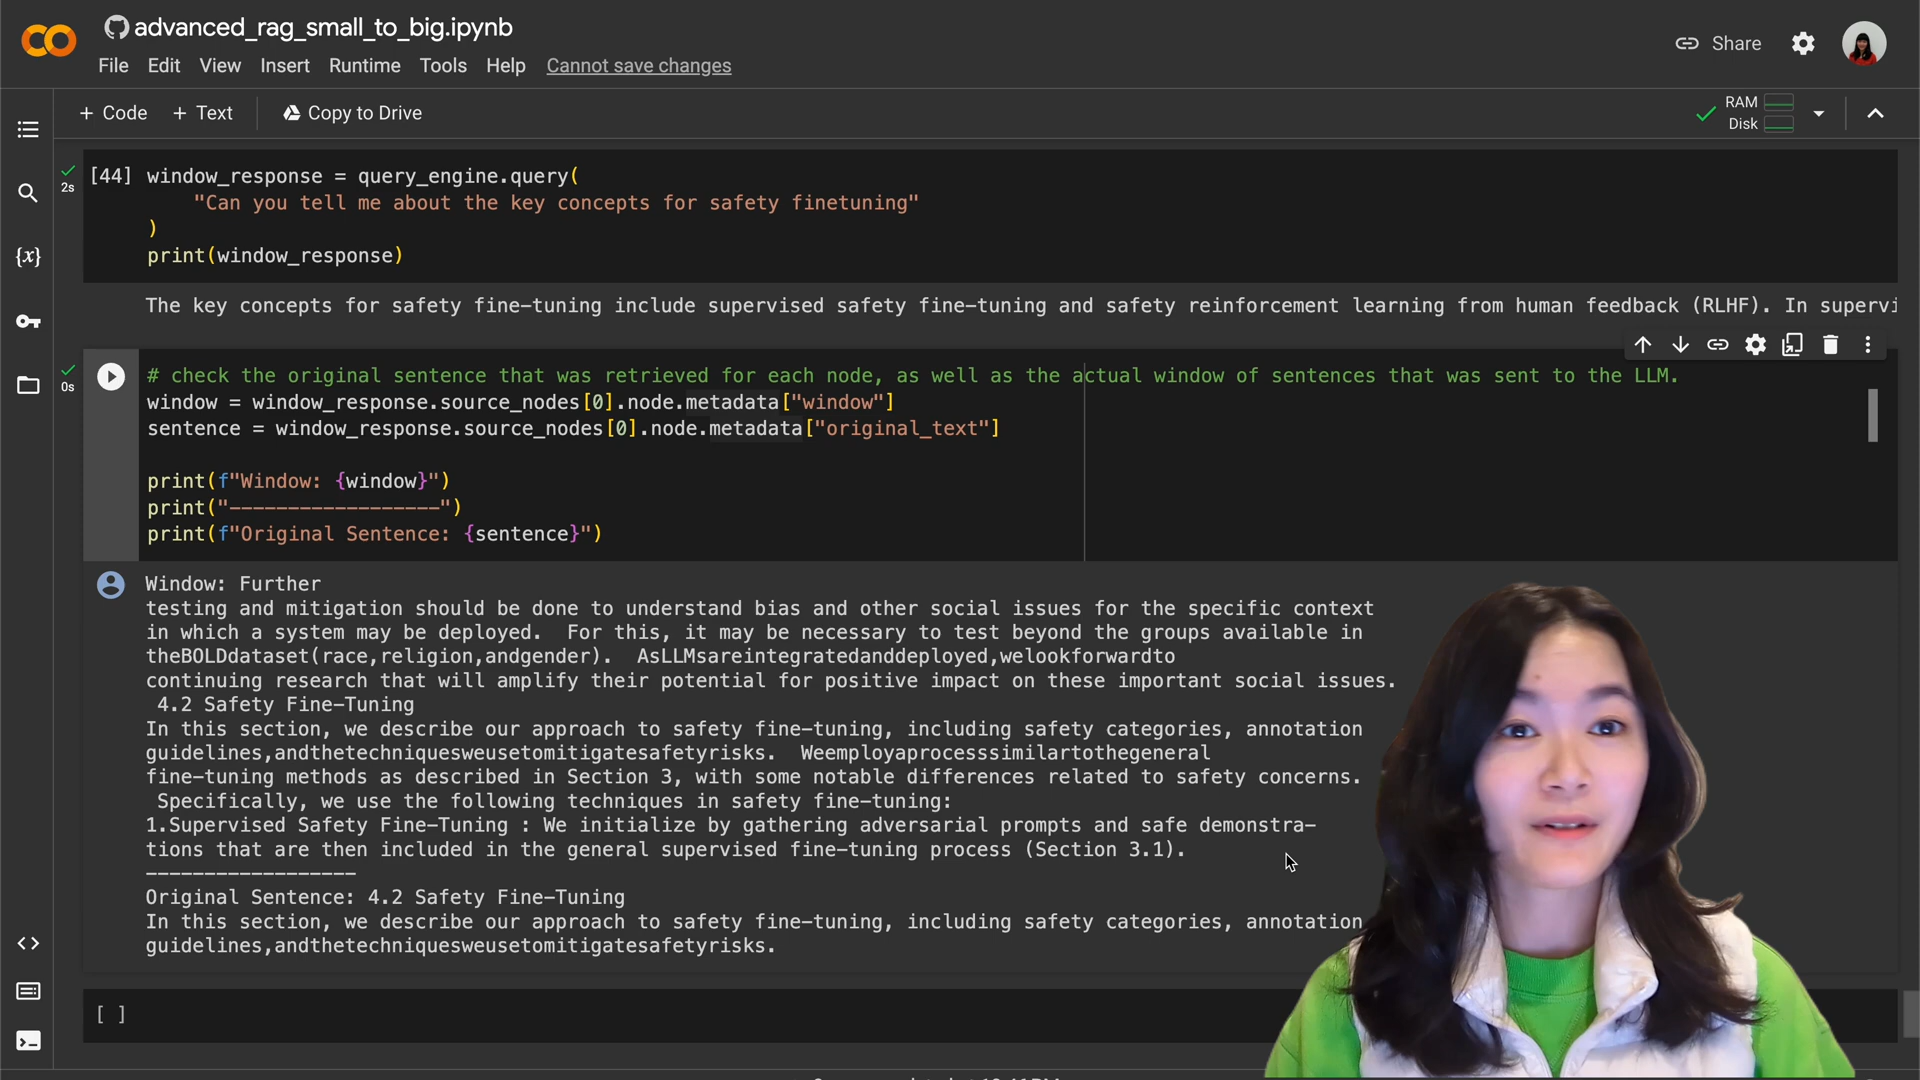 advanced_rag_small_to_big.ipynb
File Edit View Insert Runtime Tools Help Cannot save changes
Share
+ Code + Text Copy to Drive
RAM
Disk
2s
[44] window_response = query_engine.query(
"Can you tell me about the key concepts for safety finetuning"
)
print(window_response)
The key concepts for safety fine-tuning include supervised safety fine-tuning and safety reinforcement learning from human feedback (RLHF). In supervi
0s
# check the original sentence that was retrieved for each node, as well as the actual window of sentences that was sent to the LLM.
window = window_response.source_nodes[0].node.metadata["window"]
sentence = window_response.source_nodes[0].node.metadata["original_text"]
print(f"Window: {window}")
print("------------------")
print(f"Original Sentence: {sentence}")
Window: Further
testing and mitigation should be done to understand bias and other social issues for the specific context
in which a system may be deployed.  For this, it may be necessary to test beyond the groups available in
theBOLDdataset(race,religion,andgender).  AsLLMsareintegratedanddeployed,welookforwardto
continuing research that will amplify their potential for positive impact on these important social issues.
4.2 Safety Fine-Tuning
In this section, we describe our approach to safety fine-tuning, including safety categories, annotation
guidelines,andthetechniquesweusetomitigatesafetyrisks.  Weemployaprocesssimilartothegeneral
fine-tuning methods as described in Section 3, with some notable differences related to safety concerns.
Specifically, we use the following techniques in safety fine-tuning:
1.Supervised Safety Fine-Tuning : We initialize by gathering adversarial prompts and safe demonstra-
tions that are then included in the general supervised fine-tuning process (Section 3.1).
------------------
Original Sentence: 4.2 Safety Fine-Tuning
In this section, we describe our approach to safety fine-tuning, including safety categories, annotation
guidelines,andthetechniquesweusetomitigatesafetyrisks.
[ ]